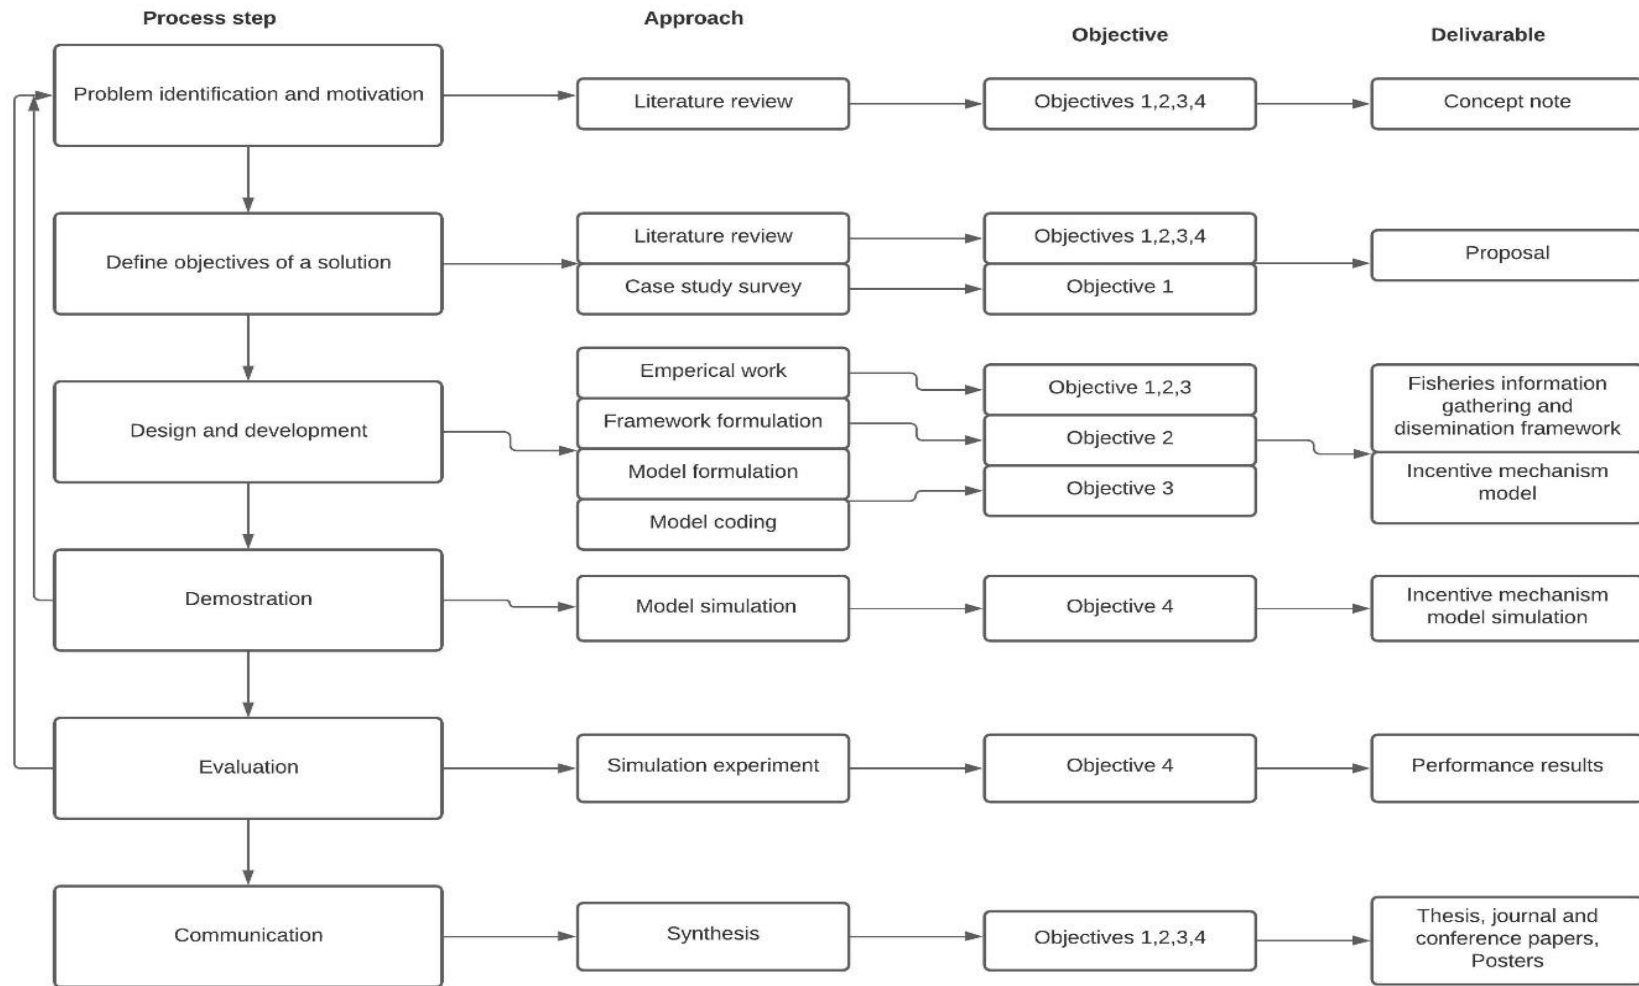 Process step
Approach
Objective
Delivarable
Problem identification and motivation
Literature review
Objectives 1,2,3,4
Concept note
Define objectives of a solution
Literature review
Objectives 1,2,3,4
Case study survey
Objective 1
Proposal
Design and development
Emperical work
Framework formulation
Model formulation
Model coding
Objective 1,2,3
Objective 2
Objective 3
Fisheries information
gathering and
disemination framework
Incentive mechanism
model
Demostration
Model simulation
Objective 4
Incentive mechanism
model simulation
Evaluation
Simulation experiment
Objective 4
Performance results
Communication
Synthesis
Objectives 1,2,3,4
Thesis, journal and
conference papers,
Posters